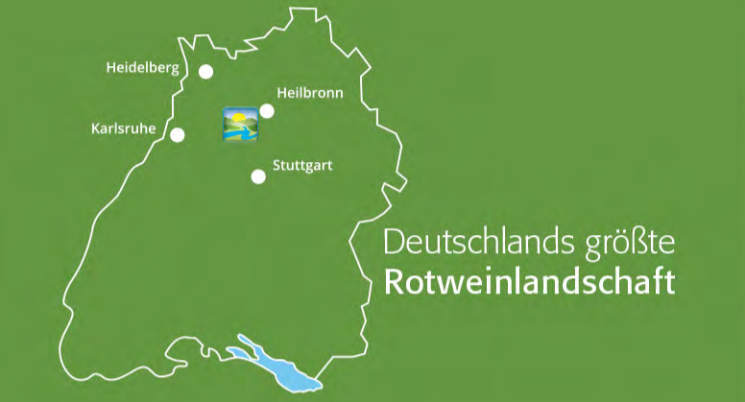 Heidelberg
Heilbronn
Karlsruhe
Stuttgart
Deutschlands größte
Rotweinlandschaft